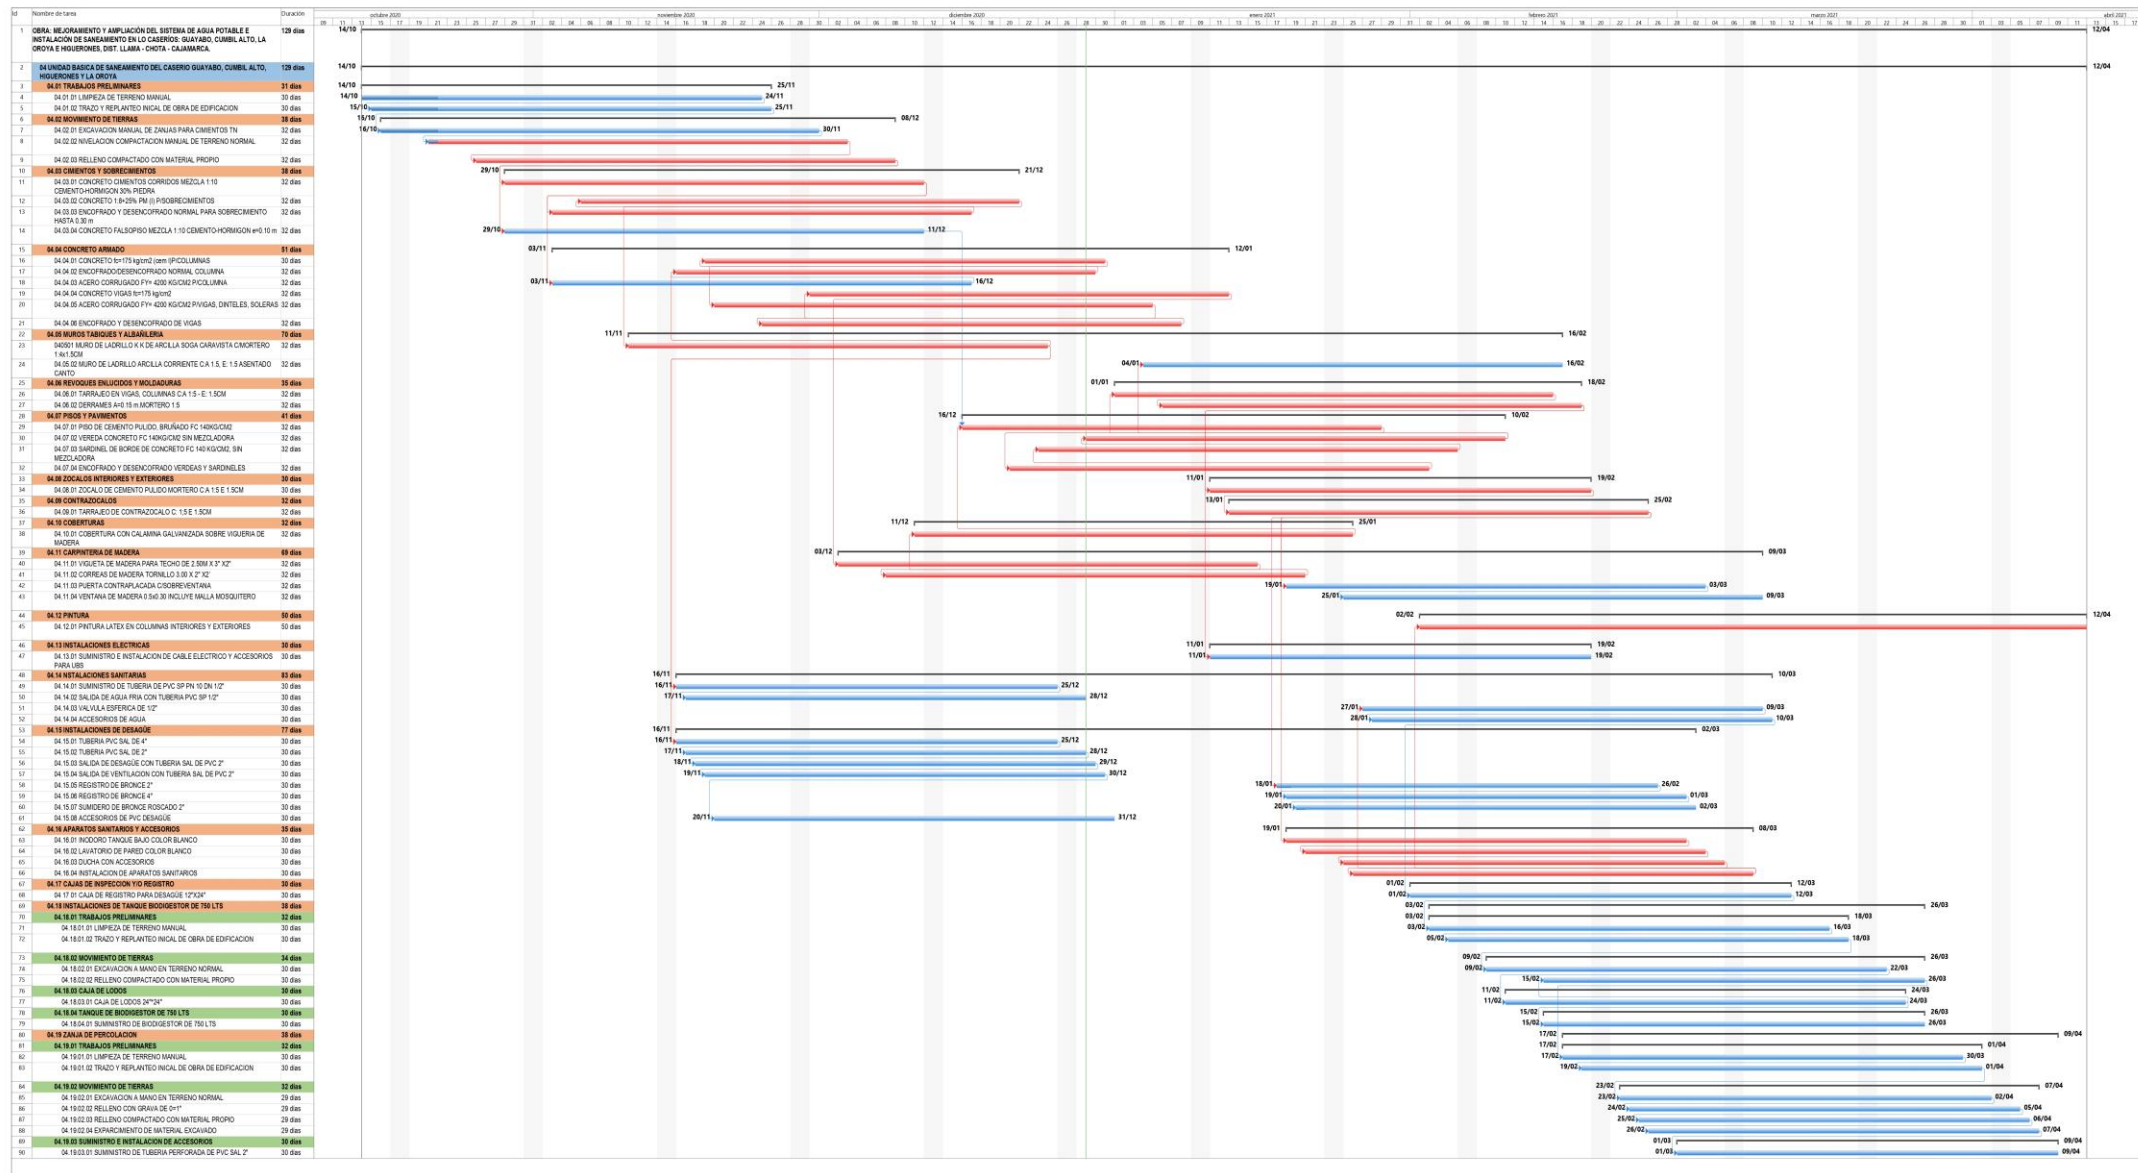 Id Nombre de tarea Duración
octubre 2020 noviembre 2020 diciembre 2020 enero 2021 febrero 2021 marzo 2021 abril 2021
1 OBRA: MEJORAMIENTO Y AMPLIACIÓN DEL SISTEMA DE AGUA POTABLE E 129 días 14/10 12/04
INSTALACIÓN DE SANEAMIENTO EN LO CASERÍOS: GUAYABO, CUMBIL ALTO, LA
OROYA E HIGUERONES, DIST. LLAMA - CHOTA - CAJAMARCA.
2 04 UNIDAD BASICA DE SANEAMIENTO DEL CASERIO GUAYABO, CUMBIL ALTO, 129 días 14/10 12/04
HIGUERONES Y LA OROYA
3 04.01 TRABAJOS PRELIMINARES 31 días 14/10 25/11
4 04.01.01 LIMPIEZA DE TERRENO MANUAL 30 días 14/10 24/11
5 04.01.02 TRAZO Y REPLANTEO INICAL DE OBRA DE EDIFICACION 30 días 15/10 25/11
6 04.02 MOVIMIENTO DE TIERRAS 38 días 08/12
7 04.02.01 EXCAVACION MANUAL DE ZANJAS PARA CIMIENTOS TN 32 días 16/10 30/11
8 04.02.02 NIVELACION COMPACTACION MANUAL DE TERRENO NORMAL 32 días
9 04.02.03 RELLENO COMPACTADO CON MATERIAL PROPIO 32 días
10 04.03 CIMIENTOS Y SOBRECIMIENTOS 38 días 29/10 21/12
11 04.03.01 CONCRETO CIMIENTOS CORRIDOS MEZCLA 1:10 32 días
CEMENTO-HORMIGON 30% PIEDRA
12 04.03.02 CONCRETO 1:8+25% PM (I) P/SOBRECIMIENTOS 32 días
13 04.03.03 ENCOFRADO Y DESENCOFRADO NORMAL PARA SOBRECIMIENTO 32 días
HASTA 0.30 m
14 04.03.04 CONCRETO FALSOPISO MEZCLA 1:10 CEMENTO-HORMIGON e=0.10 m 32 días 29/10 11/12
15 04.04 CONCRETO ARMADO 51 días 03/11 12/01
16 04.04.01 CONCRETO fc=175 kg/cm2 (cem I)P/COLUMNAS 30 días
17 04.04.02 ENCOFRADO/DESENCOFRADO NORMAL COLUMNA 32 días
18 04.04.03 ACERO CORRUGADO FY= 4200 KG/CM2 P/COLUMNA 32 días 03/11 16/12
19 04.04.04 CONCRETO VIGAS fc=175 kg/cm2 32 días
20 04.04.05 ACERO CORRUGADO FY= 4200 KG/CM2 P/VIGAS, DINTELES, SOLERAS 32 días
21 04.04.06 ENCOFRADO Y DESENCOFRADO DE VIGAS 32 días
22 04.05 MUROS TABIQUES Y ALBAÑILERIA 70 días 11/11 16/02
23 040501 MURO DE LADRILLO K K DE ARCILLA SOGA CARAVISTA C/MORTERO 32 días
1:4x1.5CM
24 04.05.02 MURO DE LADRILLO ARCILLA CORRIENTE C:A 1.5, E: 1.5 ASENTADO 32 días 04/01 16/02
CANTO
25 04.06 REVOQUES ENLUCIDOS Y MOLDADURAS 35 días 01/01 18/02
26 04.06.01 TARRAJEO EN VIGAS, COLUMNAS C:A 1:5 - E: 1.5CM 32 días
27 04.06.02 DERRAMES A=0.15 m.MORTERO 1:5 32 días
28 04.07 PISOS Y PAVIMENTOS 41 días 16/12 10/02
29 04.07.01 PISO DE CEMENTO PULIDO, BRUÑADO FC 140KG/CM2 32 días
30 04.07.02 VEREDA CONCRETO FC 140KG/CM2 SIN MEZCLADORA 32 días
31 04.07.03 SARDINEL DE BORDE DE CONCRETO FC 140 KG/CM2, SIN 32 días
MEZCLADORA
32 04.07.04 ENCOFRADO Y DESENCOFRADO VERDEAS Y SARDINELES 32 días
33 04.08 ZOCALOS INTERIORES Y EXTERIORES 30 días 11/01 19/02
34 04.08.01 ZOCALO DE CEMENTO PULIDO MORTERO C:A 1:5 E 1.5CM 30 días
35 04.09 CONTRAZOCALOS 32 días 13/01 25/02
36 04.09.01 TARRAJEO DE CONTRAZOCALO C: 1;5 E 1.5CM 32 días
37 04.10 COBERTURAS 32 días 11/12 25/01
38 04.10.01 COBERTURA CON CALAMINA GALVANIZADA SOBRE VIGUERIA DE 32 días
MADERA
39 04.11 CARPINTERIA DE MADERA 69 días 03/12 09/03
40 04.11.01 VIGUETA DE MADERA PARA TECHO DE 2.50M X 3" X2" 32 días
41 04.11.02 CORREAS DE MADERA TORNILLO 3.00 X 2" X2' 32 días
42 04.11.03 PUERTA CONTRAPLACADA C/SOBREVENTANA 32 días 19/01 03/03
43 04.11.04 VENTANA DE MADERA 0.5x0.30 INCLUYE MALLA MOSQUITERO 32 días 25/01 09/03
44 04.12 PINTURA 50 días 02/02 12/04
45 04.12.01 PINTURA LATEX EN COLUMNAS INTERIORES Y EXTERIORES 50 días
46 04.13 INSTALACIONES ELECTRICAS 30 días 11/01 19/02
47 04.13.01 SUMINISTRO E INSTALACION DE CABLE ELECTRICO Y ACCESORIOS 30 días 11/01 19/02
PARA UBS
48 04.14 NSTALACIONES SANITARIAS 83 días 16/11 10/03
49 04.14.01 SUMINISTRO DE TUBERIA DE PVC SP PN 10 DN 1/2" 30 días 16/11 25/12
50 04.14.02 SALIDA DE AGUA FRIA CON TUBERIA PVC SP 1/2" 30 días 17/11 28/12
51 04.14.03 VALVULA ESFERICA DE 1/2" 30 días 27/01 09/03
52 04.14.04 ACCESORIOS DE AGUA 30 días 28/01 10/03
53 04.15 INSTALACIONES DE DESAGÜE 77 días 16/11 02/03
54 04.15.01 TUBERIA PVC SAL DE 4" 30 días 16/11 25/12
55 04.15.02 TUBERIA PVC SAL DE 2" 30 días 17/11 28/12
56 04.15.03 SALIDA DE DESAGÜE CON TUBERIA SAL DE PVC 2" 30 días 18/11 29/12
57 04.15.04 SALIDA DE VENTILACION CON TUBERIA SAL DE PVC 2" 30 días 19/11 30/12
58 04.15.05 REGISTRO DE BRONCE 2" 30 días 18/01 26/02
59 04.15.06 REGISTRO DE BRONCE 4" 30 días 19/01 01/03
60 04.15.07 SUMIDERO DE BRONCE ROSCADO 2" 30 días 20/01 02/03
61 04.15.08 ACCESORIOS DE PVC DESAGÜE 30 días 20/11 31/12
62 04.16 APARATOS SANITARIOS Y ACCESORIOS 35 días 19/01 08/03
63 04.16.01 INODORO TANQUE BAJO COLOR BLANCO 30 días
64 04.16.02 LAVATORIO DE PARED COLOR BLANCO 30 días
65 04.16.03 DUCHA CON ACCESORIOS 30 días
66 04.16.04 INSTALACION DE APARATOS SANITARIOS 30 días
67 04.17 CAJAS DE INSPECCION Y/O REGISTRO 30 días 01/02 12/03
68 04.17.01 CAJA DE REGISTRO PARA DESAGÜE 12"X24" 30 días 01/02 12/03
69 04.18 INSTALACIONES DE TANQUE BIODIGESTOR DE 750 LTS 38 días 03/02 26/03
70 04.18.01 TRABAJOS PRELIMINARES 32 días 03/02 18/03
71 04.18.01.01 LIMPIEZA DE TERRENO MANUAL 30 días 03/02 16/03
72 04.18.01.02 TRAZO Y REPLANTEO INICAL DE OBRA DE EDIFICACION 30 días 05/02 18/03
73 04.18.02 MOVIMIENTO DE TIERRAS 34 días 09/02 26/03
74 04.18.02.01 EXCAVACION A MANO EN TERRENO NORMAL 30 días 09/02 22/03
75 04.18.02.02 RELLENO COMPACTADO CON MATERIAL PROPIO 30 días 15/02 26/03
76 04.18.03 CAJA DE LODOS 30 días 11/02 24/03
77 04.18.03.01 CAJA DE LODOS 24"*24" 30 días 11/02 24/03
78 04.18.04 TANQUE DE BIODIGESTOR DE 750 LTS 30 días 15/02 26/03
79 04.18.04.01 SUMINISTRO DE BIODIGESTOR DE 750 LTS 30 días 15/02 26/03
80 04.19 ZANJA DE PERCOLACION 38 días 17/02 09/04
81 04.19.01 TRABAJOS PRELIMINARES 32 días 17/02 01/04
82 04.19.01.01 LIMPIEZA DE TERRENO MANUAL 30 días 17/02 30/03
83 04.19.01.02 TRAZO Y REPLANTEO INICAL DE OBRA DE EDIFICACION 30 días 19/02 01/04
84 04.19.02 MOVIMIENTO DE TIERRAS 32 días 23/02 07/04
85 04.19.02.01 EXCAVACION A MANO EN TERRENO NORMAL 29 días 23/02 02/04
86 04.19.02.02 RELLENO CON GRAVA DE 0=1" 29 días 24/02 05/04
87 04.19.02.03 RELLENO COMPACTADO CON MATERIAL PROPIO 29 días 25/02 06/04
88 04.19.02.04 EXPARCIMIENTO DE MATERIAL EXCAVADO 29 días 26/02 07/04
89 04.19.03 SUMINISTRO E INSTALACION DE ACCESORIOS 30 días 01/03 09/04
90 04.19.03.01 SUMINISTRO DE TUBERIA PERFORADA DE PVC SAL 2" 30 días 01/03 09/04